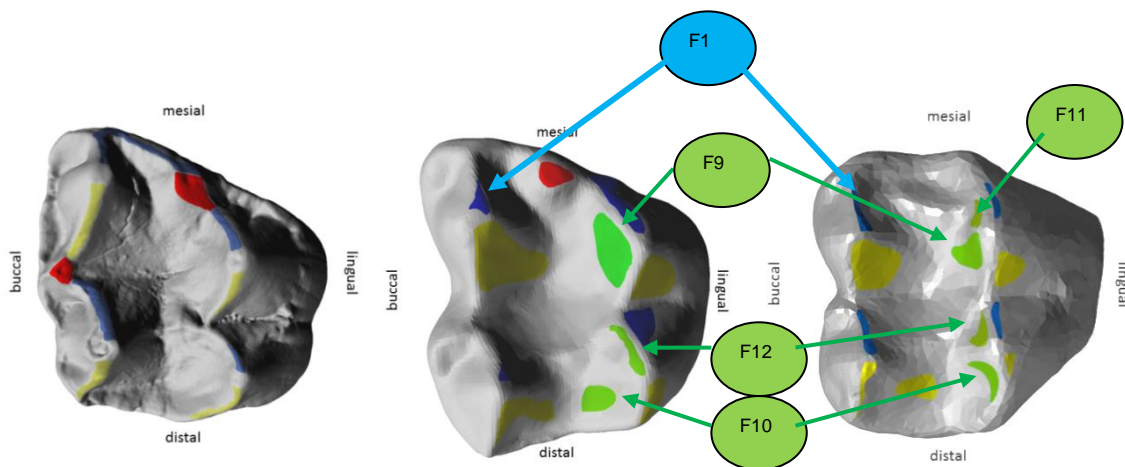 F1
F11
mesial
mesial
mesial
F9
buccal
lingual
buccal
lingual
buccal
lingual
F12
F10
distal
distal
distal